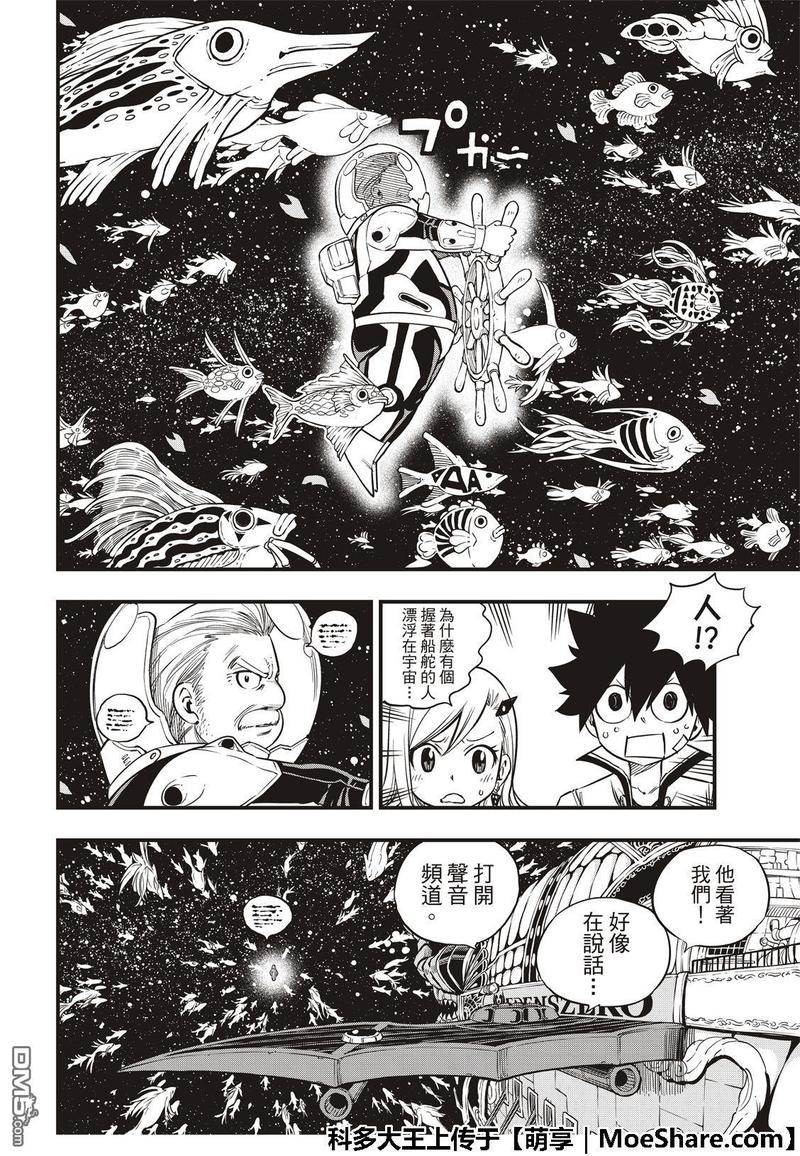 プカー
人!?
為什麼有個
握著船舵的人
漂浮在宇宙…
他看著
我們！
好像
在說話…
打開
聲音
頻道。
EDENSZERO
DM5
.com
科多大王上传于【萌享 | MoeShare.com】